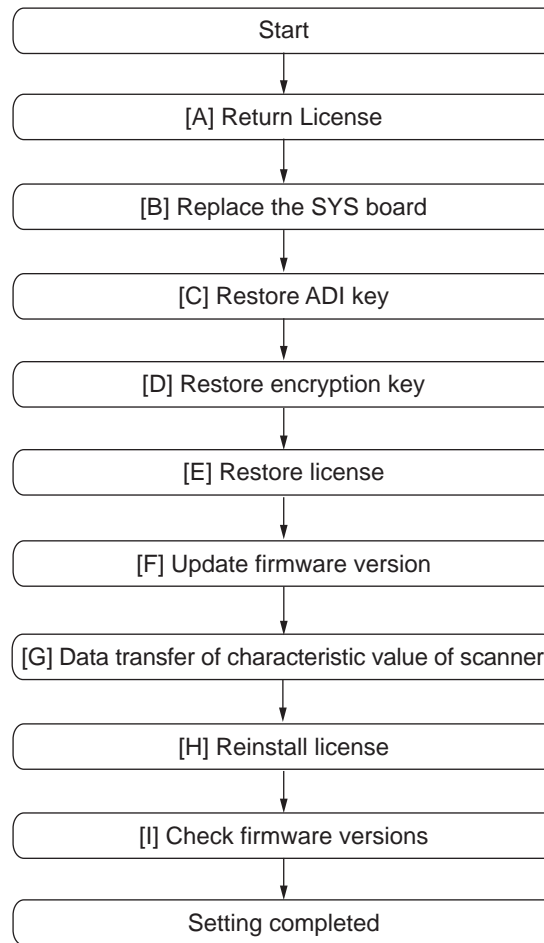 Start
[A] Return License
[B] Replace the SYS board
[C] Restore ADI key
[D] Restore encryption key
[E] Restore license
[F] Update firmware version
[G] Data transfer of characteristic value of scanner
[H] Reinstall license
[I] Check firmware versions
Setting completed